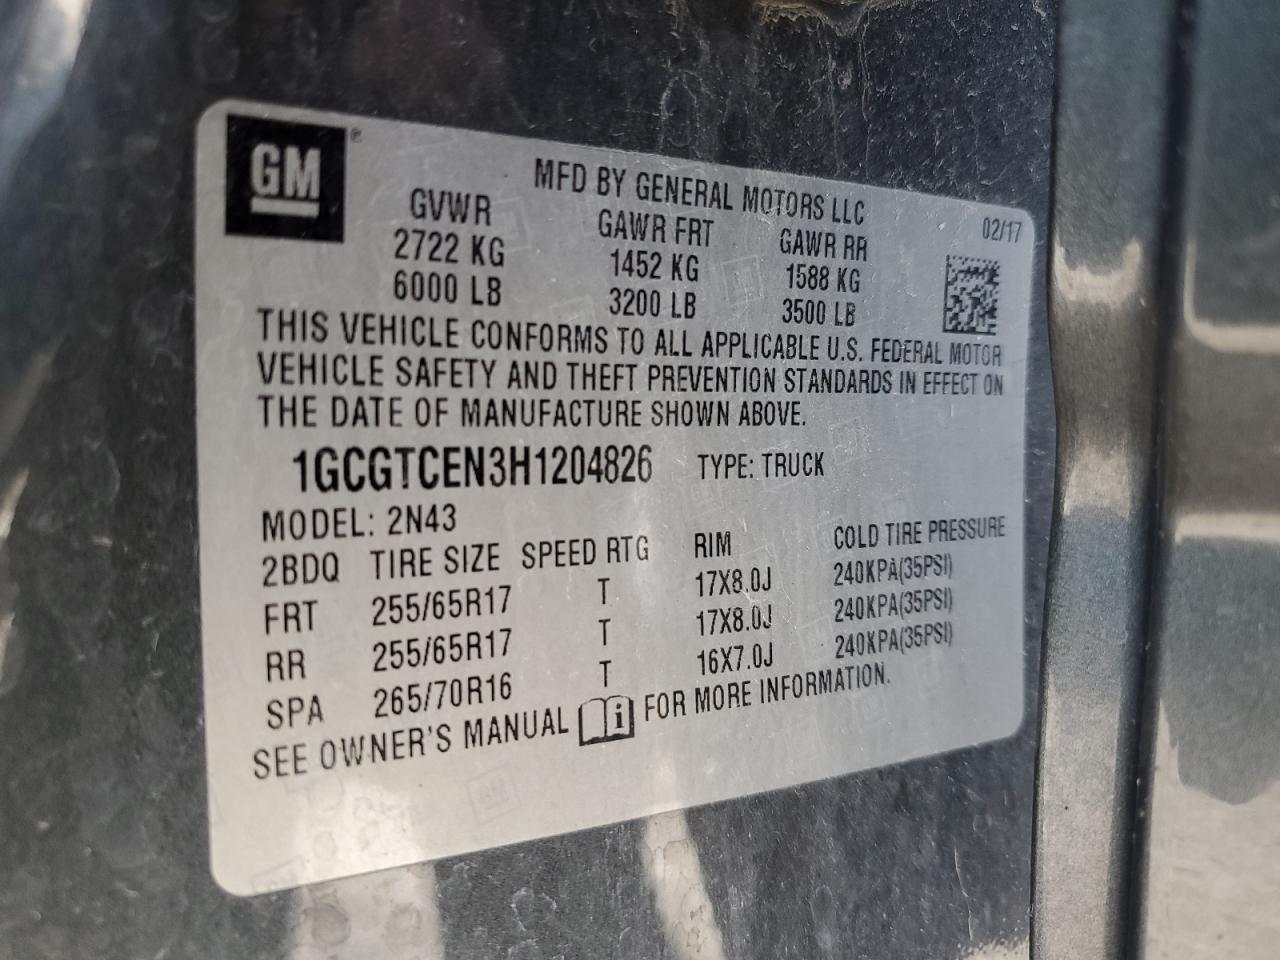 GM
®
MFD BY GENERAL MOTORS LLC
02/17
GVWR GAWR FRT GAWR RR
2722 KG 1452 KG 1588 KG
6000 LB 3200 LB 3500 LB
THIS VEHICLE CONFORMS TO ALL APPLICABLE U.S. FEDERAL MOTOR
VEHICLE SAFETY AND THEFT PREVENTION STANDARDS IN EFFECT ON
THE DATE OF MANUFACTURE SHOWN ABOVE.
1GCGTCEN3H1204826 TYPE: TRUCK
MODEL: 2N43
2BDQ TIRE SIZE SPEED RTG RIM COLD TIRE PRESSURE
FRT 255/65R17 T 17X8.0J 240KPA(35PSI)
RR 255/65R17 T 17X8.0J 240KPA(35PSI)
SPA 265/70R16 T 16X7.0J 240KPA(35PSI)
SEE OWNER'S MANUAL i FOR MORE INFORMATION.